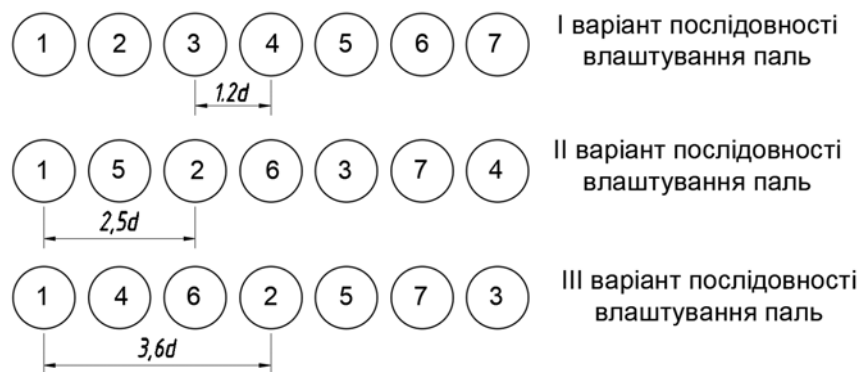 1 2 3 4 5 6 7
1.2d
I варіант послідовності
влаштування паль
1 5 2 6 3 7 4
2,5d
II варіант послідовності
влаштування паль
1 4 6 2 5 7 3
3,6d
III варіант послідовності
влаштування паль